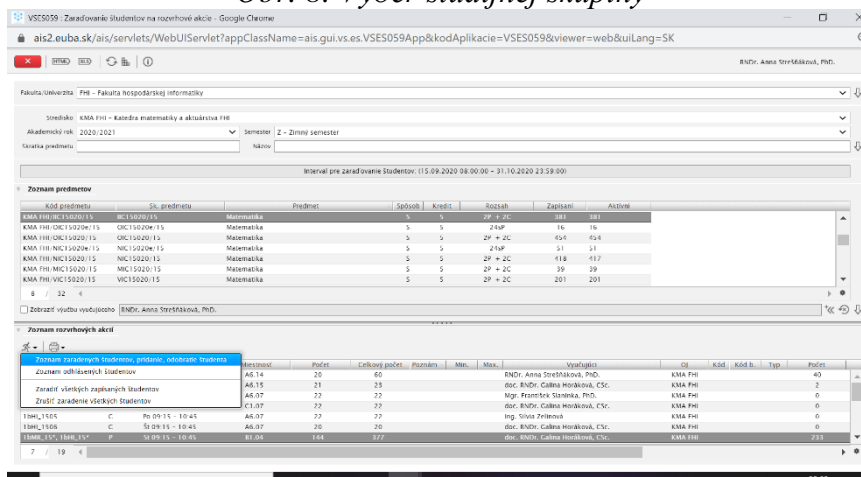 Obr. 8. Výber študijnej skupiny
VSES059 : Zaraďovanie študentov na rozvrhové akcie - Google Chrome
ais2.euba.sk/ais/servlets/WebUIServlet?appClassName=ais.gui.vs.es.VSES059App&kodAplikacie=VSES059&viewer=web&uiLang=SK
HTML XLS RNDr. Anna Strešňáková, PhD.
Fakulta/Univerzita FHI - Fakulta hospodárskej informatiky
Stredisko KMA FHI - Katedra matematiky a aktuárstva FHI
Akademický rok 2020/2021 Semester Z - Zimný semester
Skratka predmetu Názov
Interval pre zaraďovanie študentov: (15.09.2020 08:00:00 - 31.10.2020 23:59:00)
Zoznam predmetov
Kód predmetu Sk. predmetu Predmet Spôsob Kredit Rozsah Zapísaní Aktívni
KMA FHI/IIC15020/15 IIC15020/15 Matematika S 5 2P + 2C 381 381
KMA FHI/OIC15020e/15 OIC15020e/15 Matematika S 5 24sP 16 16
KMA FHI/OIC15020/15 OIC15020/15 Matematika S 5 2P + 2C 454 454
KMA FHI/NIC15020e/15 NIC15020e/15 Matematika S 5 24sP 51 51
KMA FHI/NIC15020/15 NIC15020/15 Matematika S 5 2P + 2C 418 417
KMA FHI/MIC15020/15 MIC15020/15 Matematika S 5 2P + 2C 39 39
KMA FHI/VIC15020/15 VIC15020/15 Matematika S 5 2P + 2C 201 201
6 / 32
Zobraziť výučbu vyučujúceho RNDr. Anna Strešňáková, PhD.
Zoznam rozvrhových akcií
Zoznam zaradených študentov, pridanie, odobratie študenta
Zoznam odhlásených študentov
Zaradiť všetkých zapísaných študentov
Zrušiť zaradenie všetkých študentov
Miestnosť Počet Celkový počet Poznám Min. Max. Vyučujúci OJ Kód Kód b. Typ Počet
A6.14 20 60 RNDr. Anna Strešňáková, PhD. KMA FHI 40
A6.15 21 23 doc. RNDr. Galina Horáková, CSc. KMA FHI 2
A6.07 22 22 Mgr. František Slaninka, PhD. KMA FHI 0
C1.07 22 22 doc. RNDr. Galina Horáková, CSc. KMA FHI 0
1bHI_1505 C Po 09:15 - 10:45 A6.07 22 22 Ing. Silvia Zelinová KMA FHI 0
1bHI_1506 C Št 09:15 - 10:45 A6.07 20 20 doc. RNDr. Galina Horáková, CSc. KMA FHI 0
1bMR_15*, 1bHI_15* P St 09:15 - 10:45 B1.04 144 377 doc. RNDr. Galina Horáková, CSc. KMA FHI 233
7 / 19